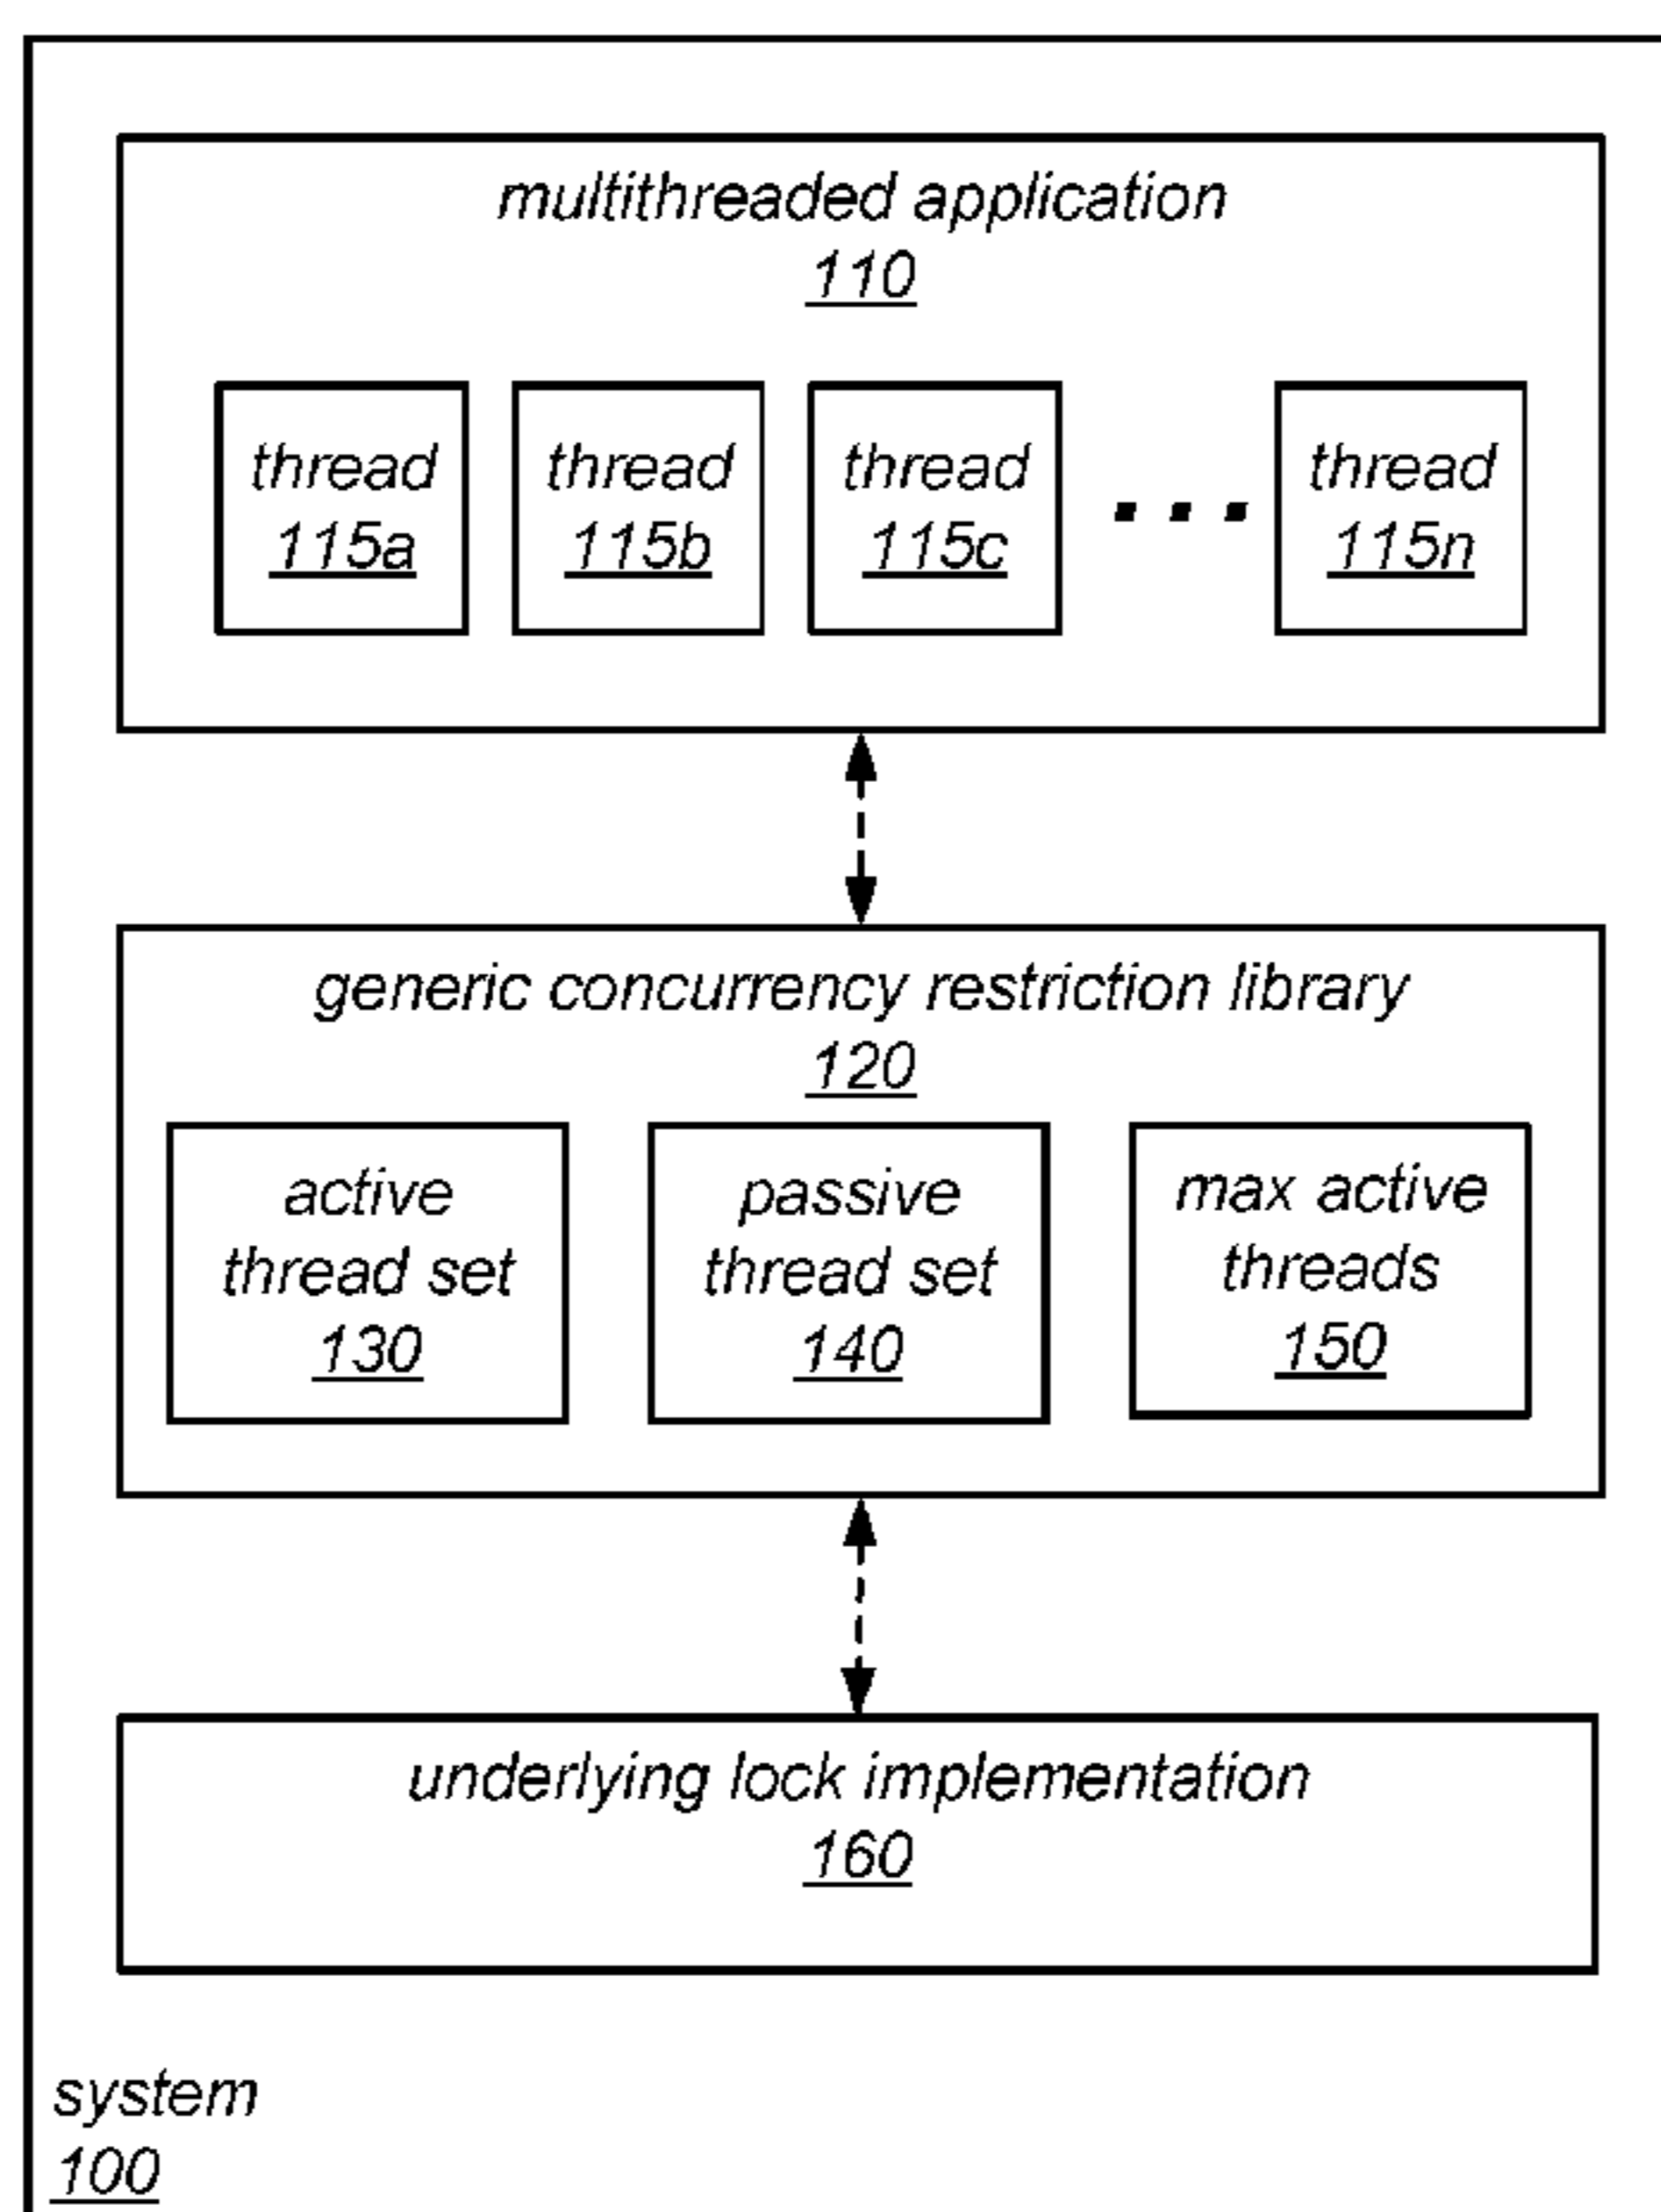 multithreaded application
110
thread thread thread ... thread
115a 115b 115c 115n
generic concurrency restriction library
120
active
thread set
130
passive
thread set
140
max active
threads
150
underlying lock implementation
160
system
100